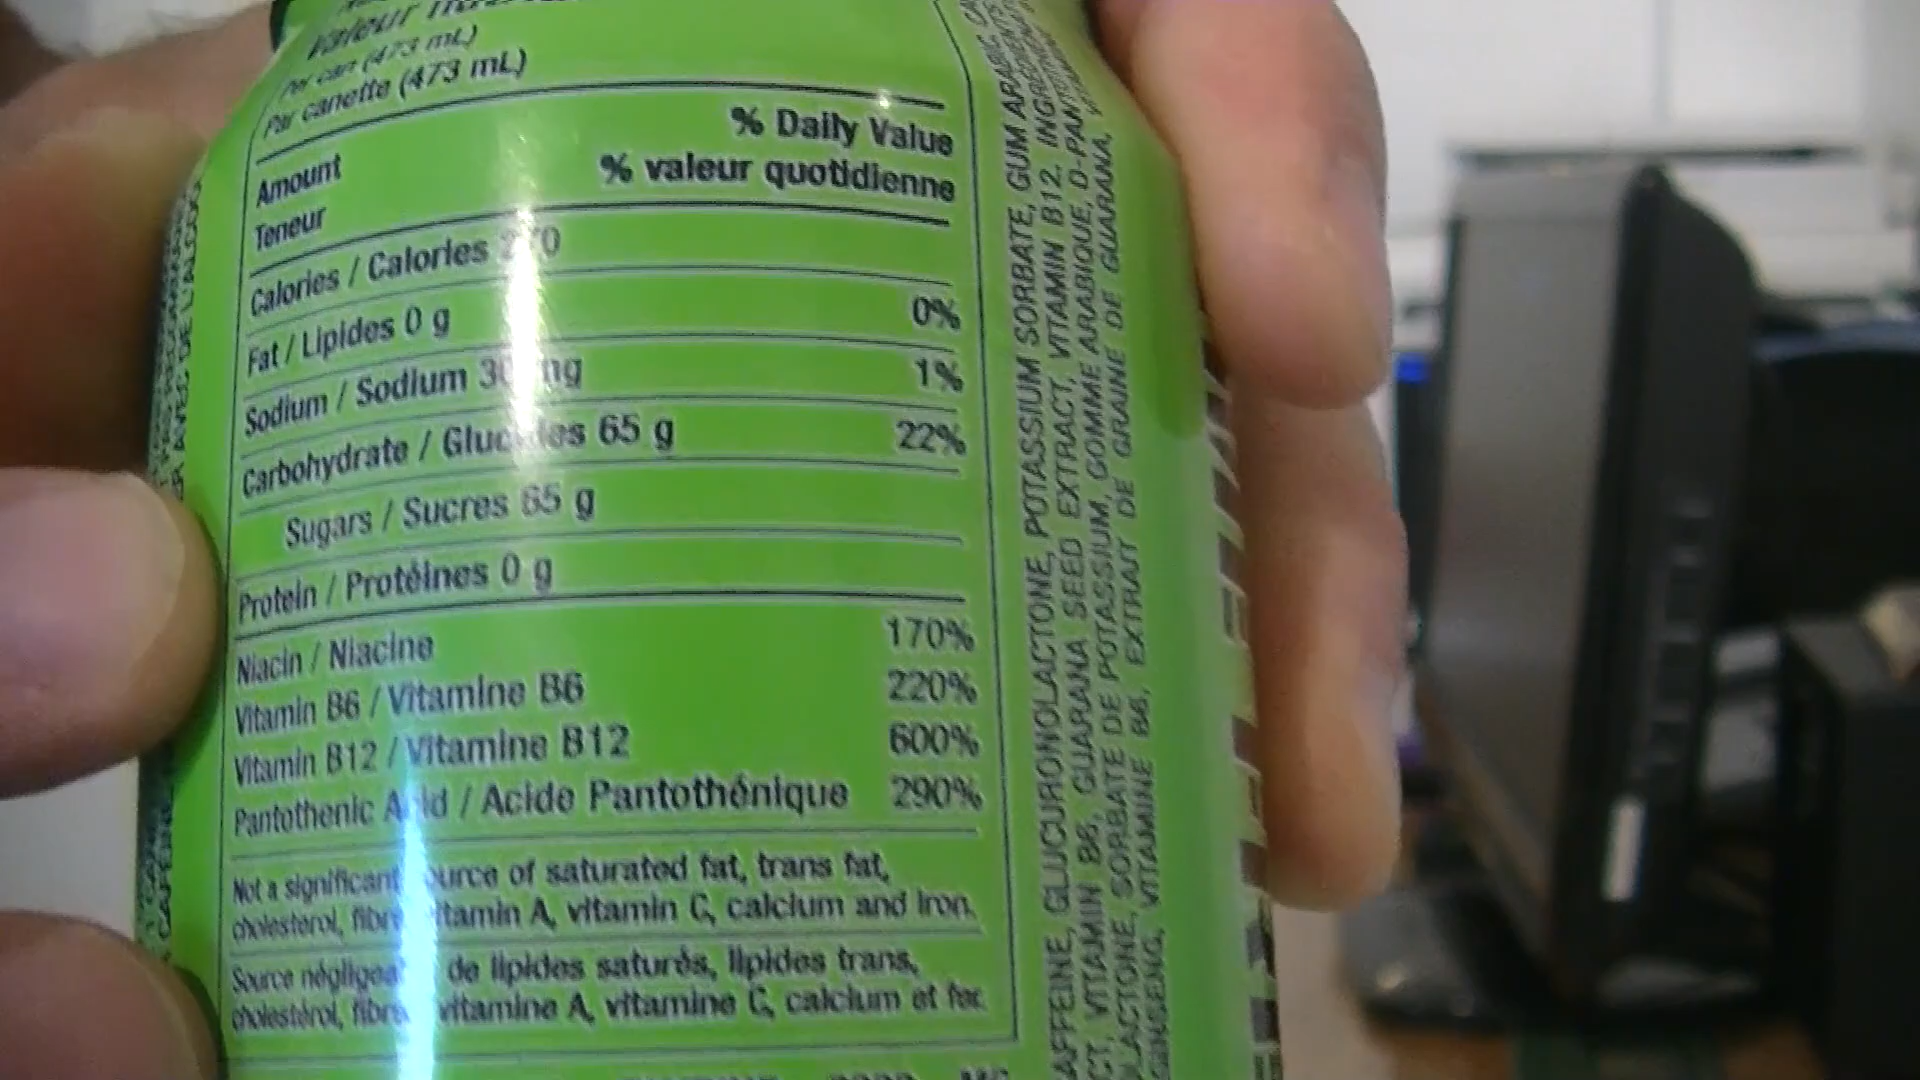 Valeur
Per can (473 mL)
Par canette (473 mL)
% Daily Value
% valeur quotidienne
Amount
Teneur
Calories / Calories
Fat / Lipides 0 g 0%
Sodium / Sodium 1%
Carbohydrate / Glucides 65 g 22%
Sugars / Sucres 65 g
Protein / Protéines 0 g
Niacin / Niacine 170%
Vitamin B6 / Vitamine B6 220%
Vitamin B12 / Vitamine B12 600%
Pantothenic Acid / Acide Pantothénique 290%
Not a significant source of saturated fat, trans fat,
cholesterol, fibre, vitamin A, vitamin C, calcium and iron.
Source négligeable de lipides saturés, lipides trans,
cholestérol, fibres, vitamine A, vitamine C, calcium et fer.
CAFFEINE, GLUCURONOLACTONE, POTASSIUM SORBATE, GUM ARABIC,
VITAMIN B6, GUARANA SEED EXTRACT, VITAMIN B12.
SORBATE DE POTASSIUM, GOMME ARABIQUE,
GINSENG, VITAMINE B6, EXTRAIT DE GRAINE DE GUARANA,
AVEC DE L'ALCOOL